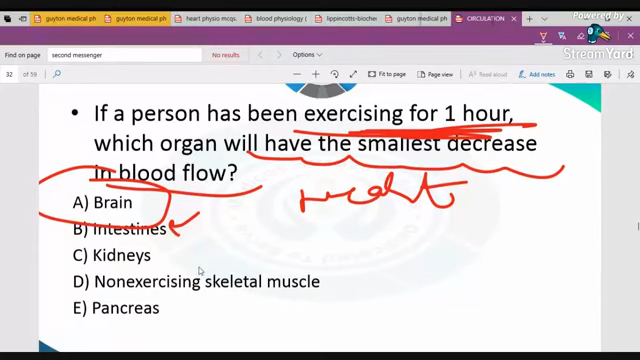 guyton medical ph
guyton medical ph
heart physio mcqs.
blood physiology (
lippincotts-bioche
guyton medical ph
CIRCULATION
Powered by
StreamYard
Find on page
second messenger
No results
Options
32 of 59
Fit to page
Page view
Read aloud
Add notes
• If a person has been exercising for 1 hour,
which organ will have the smallest decrease
in blood flow?
A) Brain
B) Intestines
C) Kidneys
D) Nonexercising skeletal muscle
E) Pancreas